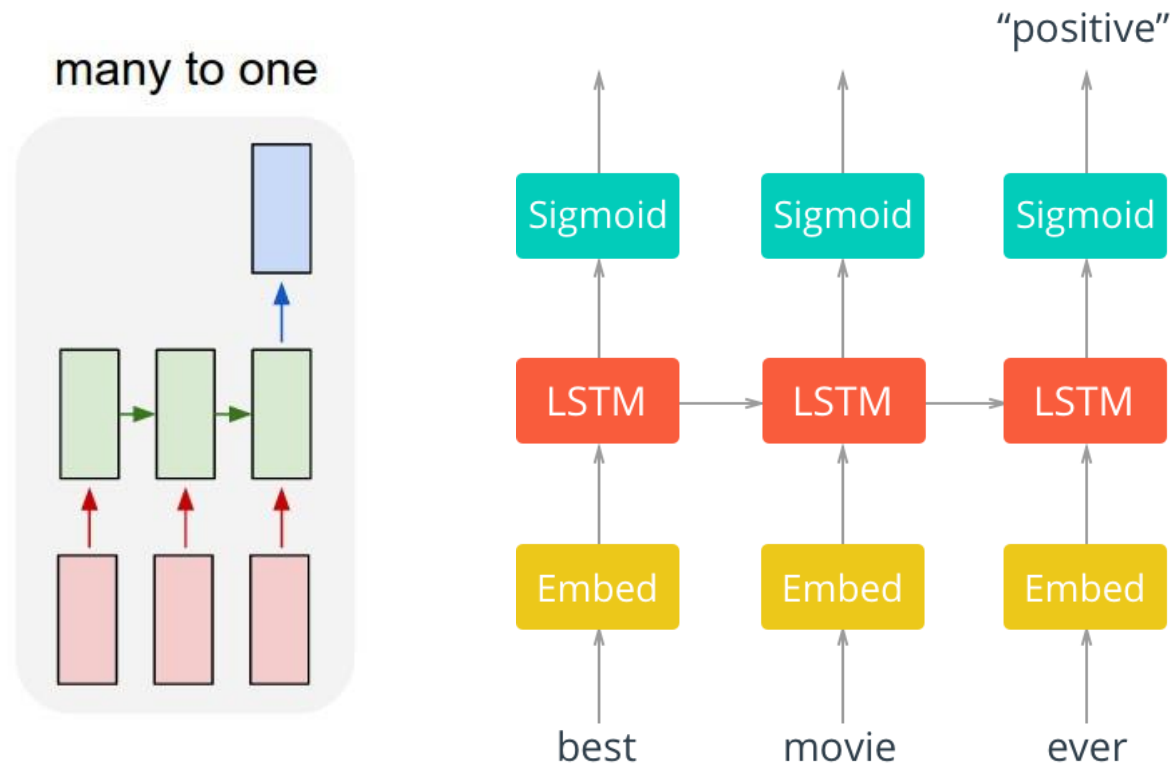 many to one
“positive”
Sigmoid Sigmoid Sigmoid
LSTM LSTM LSTM
Embed Embed Embed
best movie ever